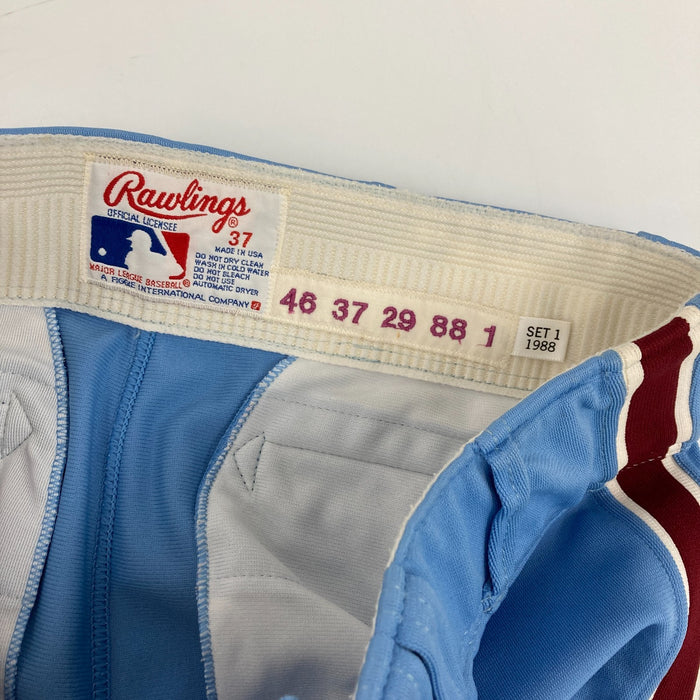 Rawlings®
OFFICIAL LICENSEE
37
MADE IN USA
DO NOT DRY CLEAN
WASH IN COLD WATER
DO NOT BLEACH
DO NOT USE
AUTOMATIC DRYER
MAJOR LEAGUE BASEBALL®
A FIGGIE INTERNATIONAL COMPANY
46 37 29 88 1
SET 1
1988